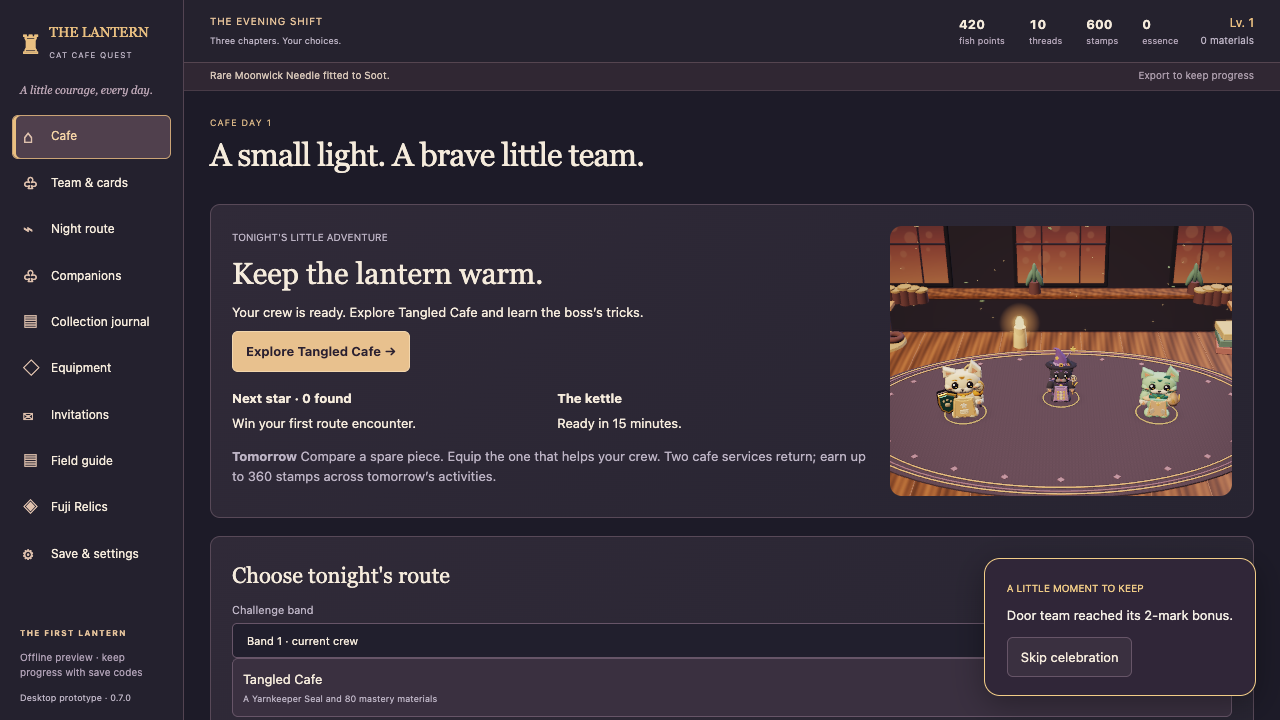 THE LANTERN
CAT CAFE QUEST
A little courage, every day.
Cafe
Team & cards
Night route
Companions
Collection journal
Equipment
Invitations
Field guide
Fuji Relics
Save & settings
THE FIRST LANTERN
Offline preview · keep
progress with save codes
Desktop prototype · 0.7.0
THE EVENING SHIFT
Three chapters. Your choices.
420
fish points
10
threads
600
stamps
0
essence
Lv. 1
0 materials
Rare Moonwick Needle fitted to Soot.
Export to keep progress
CAFE DAY 1
A small light. A brave little team.
TONIGHT'S LITTLE ADVENTURE
Keep the lantern warm.
Your crew is ready. Explore Tangled Cafe and learn the boss’s tricks.
Explore Tangled Cafe →
Next star · 0 found
Win your first route encounter.
The kettle
Ready in 15 minutes.
Tomorrow Compare a spare piece. Equip the one that helps your crew. Two cafe services return; earn up
to 360 stamps across tomorrow’s activities.
Choose tonight's route
Challenge band
Band 1 · current crew
Tangled Cafe
A Yarnkeeper Seal and 80 mastery materials
A LITTLE MOMENT TO KEEP
Door team reached its 2-mark bonus.
Skip celebration